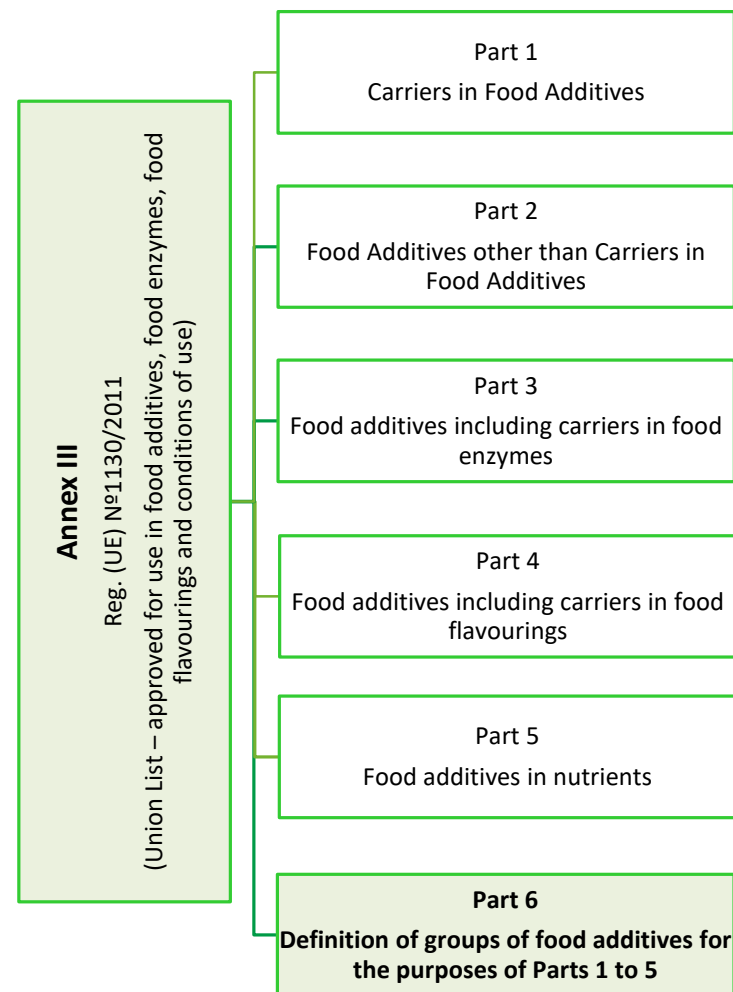 Annex III
Reg. (UE) Nº1130/2011
(Union List – approved for use in food additives, food enzymes, food
flavourings and conditions of use)
Part 1
Carriers in Food Additives
Part 2
Food Additives other than Carriers in
Food Additives
Part 3
Food additives including carriers in food
enzymes
Part 4
Food additives including carriers in food
flavourings
Part 5
Food additives in nutrients
Part 6
Definition of groups of food additives for
the purposes of Parts 1 to 5